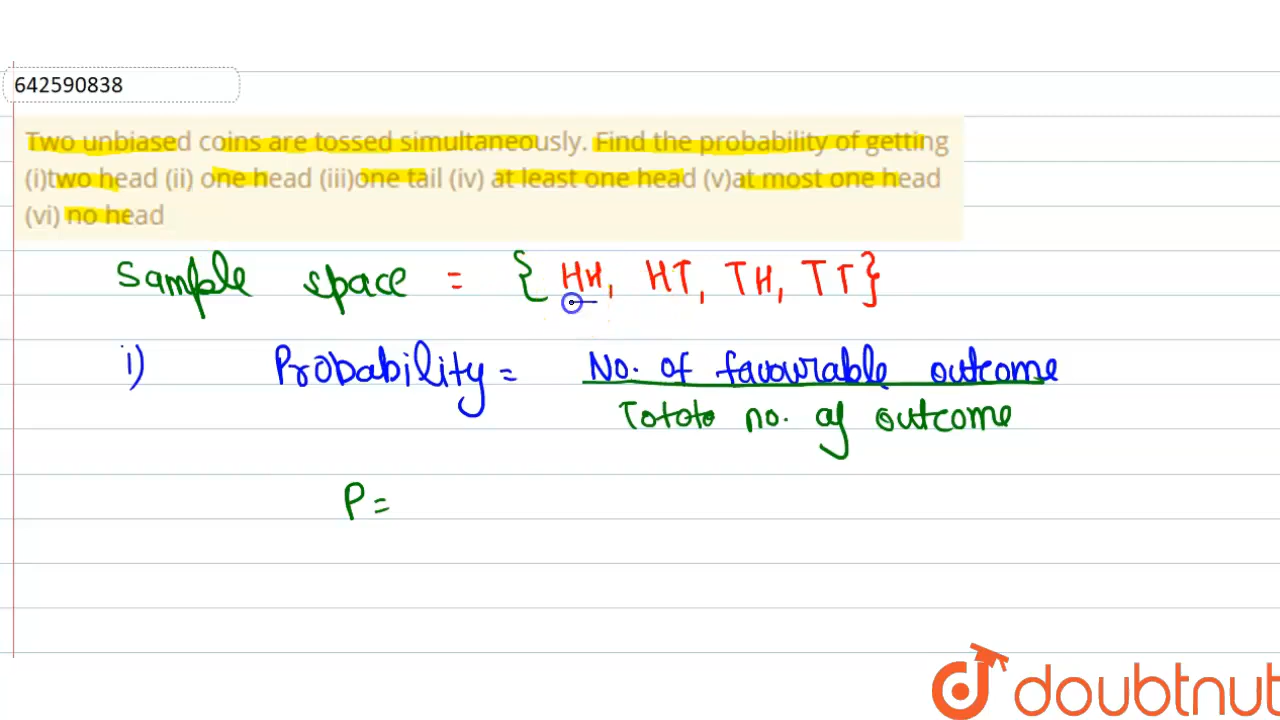 642590838
Two unbiased coins are tossed simultaneously. Find the probability of getting
(i)two head (ii) one head (iii)one tail (iv) at least one head (v)at most one head
(vi) no head
Sample space = { HH, HT, TH, TT}
i) Probability = No. of favourable outcome
Tototo no. of outcome
P =
doubtnut